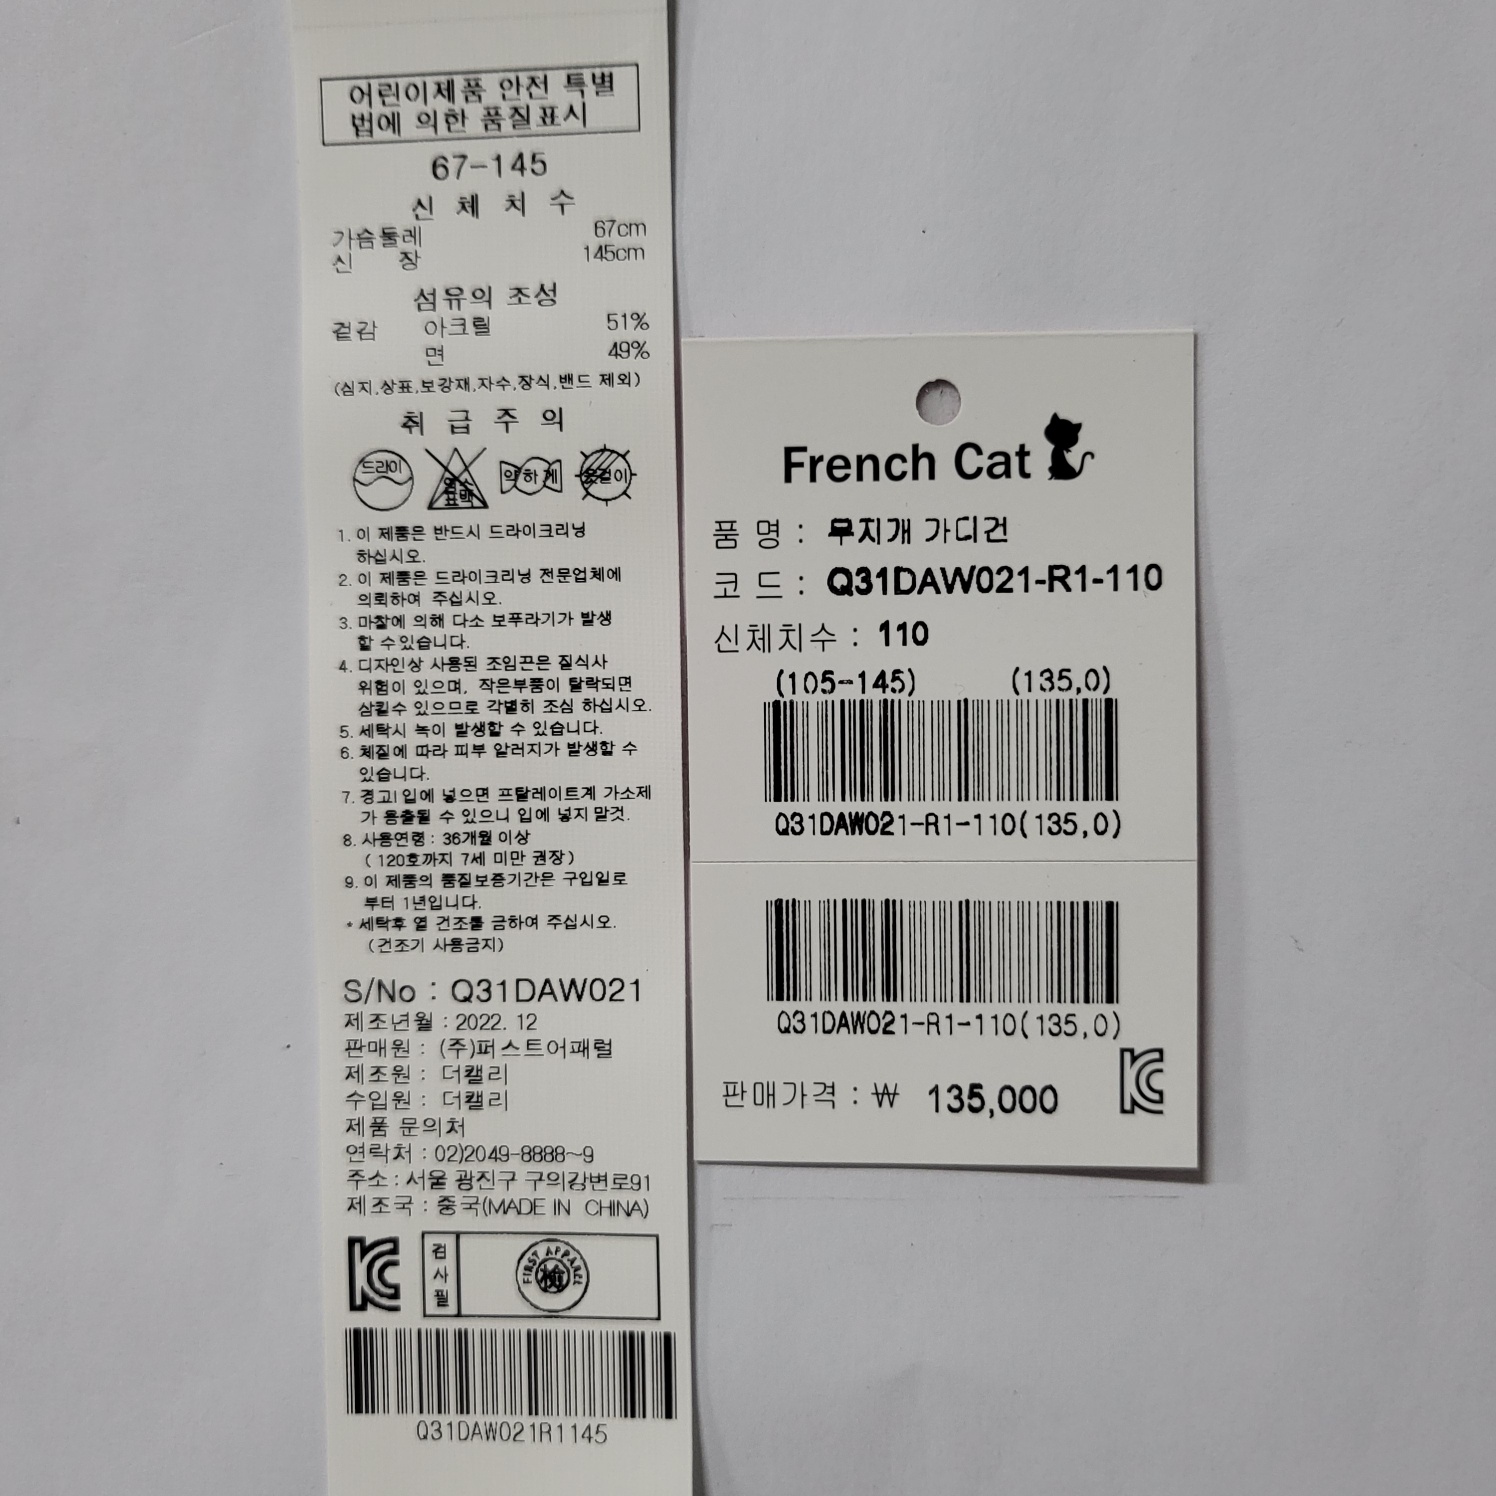 어린이제품 안전 특별
법에 의한 품질표시
67-145
신 체 치 수
가슴둘레 67cm
신 장 145cm
섬유의 조성
겉감 아크릴 51%
면 49%
(심지,상표,보강재,자수,장식,밴드 제외)
취 급 주 의
드라이 염소표백 약하게 옷걸이
1. 이 제품은 반드시 드라이크리닝
하십시오.
2. 이 제품은 드라이크리닝 전문업체에
의뢰하여 주십시오.
3. 마찰에 의해 다소 보푸라기가 발생
할 수있습니다.
4. 디자인상 사용된 조임끈은 질식사
위험이 있으며, 작은부품이 탈락되면
삼킬수 있으므로 각별히 조심 하십시오.
5. 세탁시 녹이 발생할 수 있습니다.
6. 체질에 따라 피부 알러지가 발생할 수
있습니다.
7. 경고! 입에 넣으면 프탈레이트계 가소제
가 용출될 수 있으니 입에 넣지 말것.
8. 사용연령 : 36개월 이상
( 120호까지 7세 미만 권장)
9. 이 제품의 품질보증기간은 구입일로
부터 1년입니다.
* 세탁후 열 건조를 금하여 주십시오.
(건조기 사용금지)
S/No : Q31DAW021
제조년월 : 2022. 12
판매원 : (주)퍼스트어패럴
제조원 : 더캘리
수입원 : 더캘리
제품 문의처
연락처 : 02)2049-8888~9
주소 : 서울 광진구 구의강변로91
제조국 : 중국(MADE IN CHINA)
KC 검사필 FIRST APPAREL 檢
Q31DAW021R1145
French Cat
품 명 : 무지개 가디건
코 드 : Q31DAW021-R1-110
신체치수 : 110
(105-145) (135,0)
Q31DAW021-R1-110(135,0)
Q31DAW021-R1-110(135,0)
판매가격 : ₩ 135,000 KC